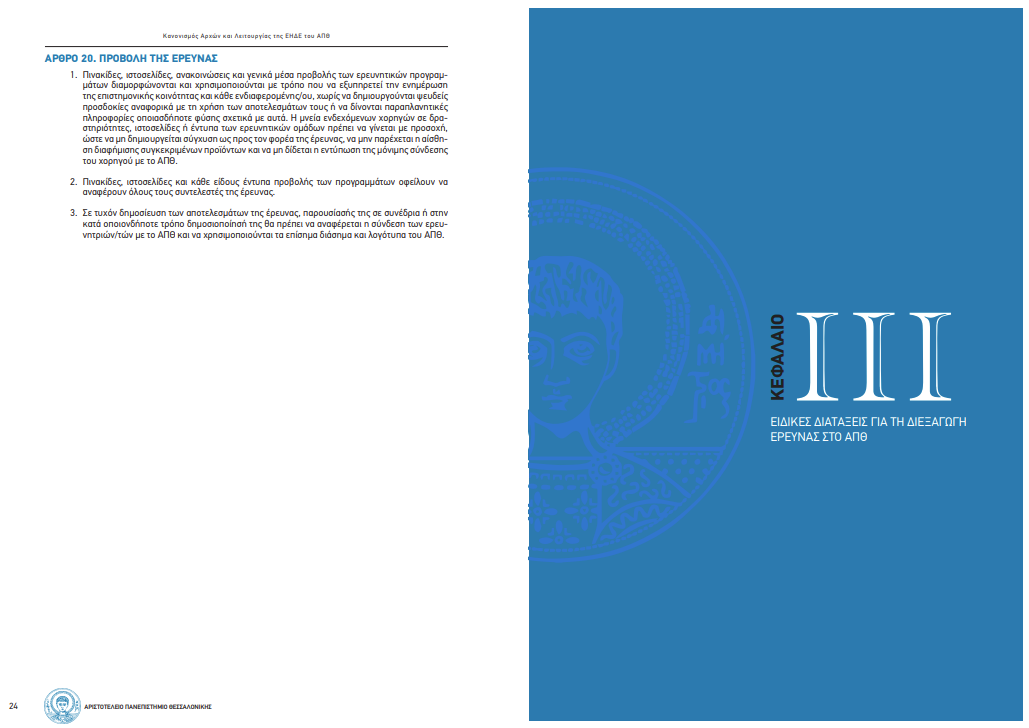 Κανονισμός Αρχών και Λειτουργίας της ΕΗΔΕ του ΑΠΘ
ΑΡΘΡΟ 20. ΠΡΟΒΟΛΗ ΤΗΣ ΕΡΕΥΝΑΣ
1. Πινακίδες, ιστοσελίδες, ανακοινώσεις και γενικά μέσα προβολής των ερευνητικών προγραμ-
μάτων διαμορφώνονται και χρησιμοποιούνται με τρόπο που να εξυπηρετεί την ενημέρωση
της επιστημονικής κοινότητας και κάθε ενδιαφερομένης/ου, χωρίς να δημιουργούνται ψευδείς
προσδοκίες αναφορικά με τη χρήση των αποτελεσμάτων τους ή να δίνονται παραπλανητικές
πληροφορίες οποιασδήποτε φύσης σχετικά με αυτά. Η μνεία ενδεχόμενων χορηγών σε δρα-
στηριότητες, ιστοσελίδες ή έντυπα των ερευνητικών ομάδων πρέπει να γίνεται με προσοχή,
ώστε να μη δημιουργείται σύγχυση ως προς τον φορέα της έρευνας, να μην παρέχεται η αίσθη-
ση διαφήμισης συγκεκριμένων προϊόντων και να μη δίδεται η εντύπωση της μόνιμης σύνδεσης
του χορηγού με το ΑΠΘ.
2. Πινακίδες, ιστοσελίδες και κάθε είδους έντυπα προβολής των προγραμμάτων οφείλουν να
αναφέρουν όλους τους συντελεστές της έρευνας.
3. Σε τυχόν δημοσίευση των αποτελεσμάτων της έρευνας, παρουσίασής της σε συνέδρια ή στην
κατά οποιονδήποτε τρόπο δημοσιοποίησή της θα πρέπει να αναφέρεται η σύνδεση των ερευ-
νητριών/τών με το ΑΠΘ και να χρησιμοποιούνται τα επίσημα διάσημα και λογότυπα του ΑΠΘ.
24
ΑΡΙΣΤΟΤΕΛΕΙΟ ΠΑΝΕΠΙΣΤΗΜΙΟ ΘΕΣΣΑΛΟΝΙΚΗΣ
ΚΕΦΑΛΑΙΟ
III
ΕΙΔΙΚΕΣ ΔΙΑΤΑΞΕΙΣ ΓΙΑ ΤΗ ΔΙΕΞΑΓΩΓΗ
ΕΡΕΥΝΑΣ ΣΤΟ ΑΠΘ